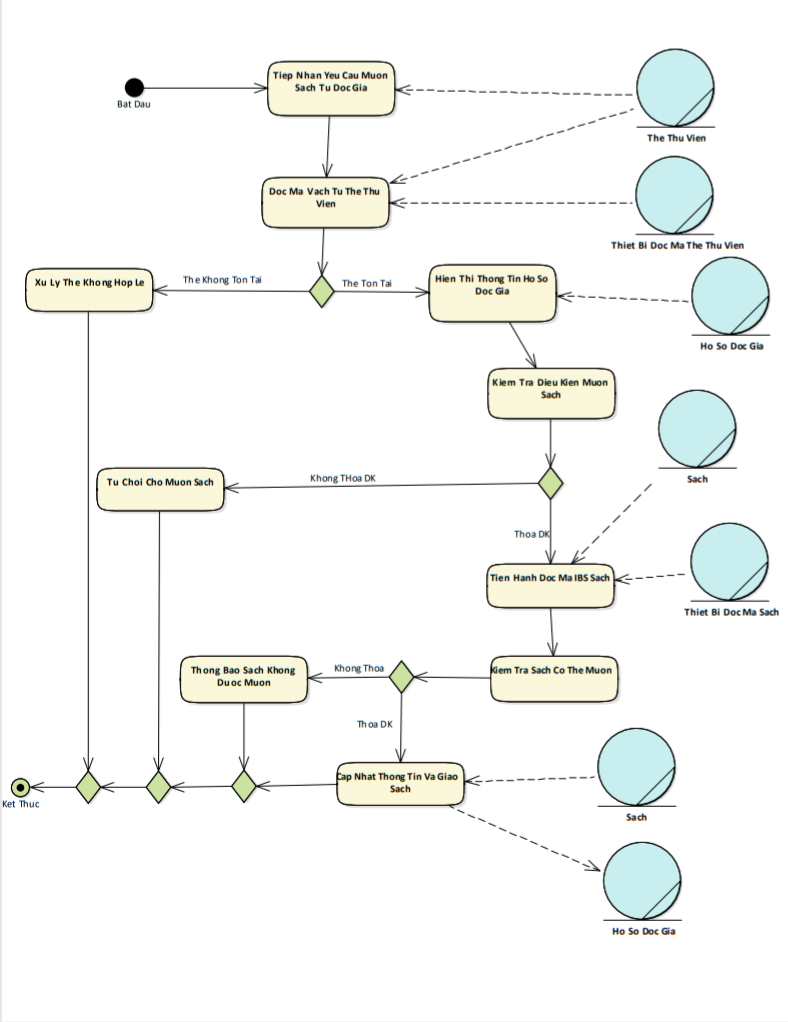 Tiep Nhan Yeu Cau Muon
Sach Tu Doc Gia
Bat Dau
The Thu Vien
Doc Ma Vach Tu The Thu
Vien
Thiet Bi Doc Ma The Thu Vien
Xu Ly The Khong Hop Le
The Khong Ton Tai
The Ton Tai
Hien Thi Thong Tin Ho So
Doc Gia
Ho So Doc Gia
Kiem Tra Dieu Kien Muon
Sach
Tu Choi Cho Muon Sach
Khong THoa DK
Sach
Thoa DK
Tien Hanh Doc Ma IBS Sach
Thiet Bi Doc Ma Sach
Thong Bao Sach Khong
Duoc Muon
Khong Thoa
Kiem Tra Sach Co The Muon
Thoa DK
Cap Nhat Thong Tin Va Giao
Sach
Ket Thuc
Sach
Ho So Doc Gia